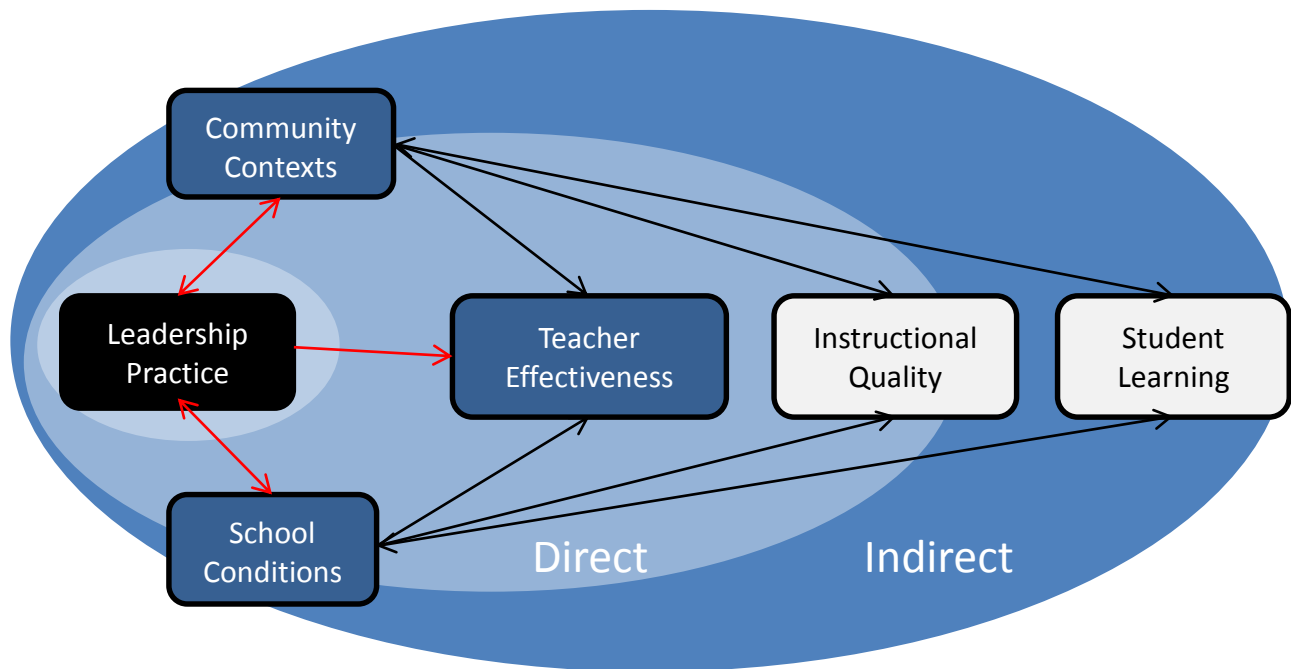 Community
Contexts
Leadership
Practice
Teacher
Effectiveness
Instructional
Quality
Student
Learning
School
Conditions
Direct
Indirect